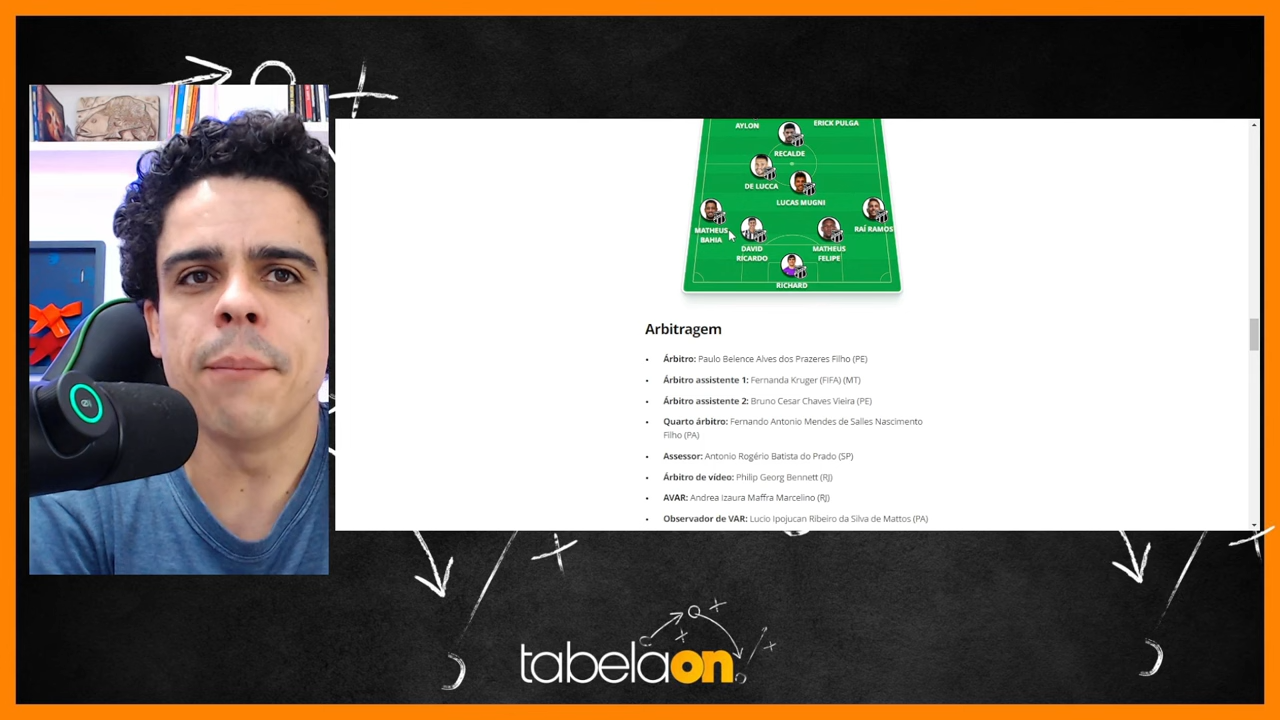 AYLON
ERICK PULGA
RECALDE
DE LUCCA
LUCAS MUGNI
MATHEUS
BAHIA
RAÍ RAMOS
DAVID
RICARDO
MATHEUS
FELIPE
RICHARD
Arbitragem
• Árbitro: Paulo Belence Alves dos Prazeres Filho (PE)
• Árbitro assistente 1: Fernanda Kruger (FIFA) (MT)
• Árbitro assistente 2: Bruno Cesar Chaves Vieira (PE)
• Quarto árbitro: Fernando Antonio Mendes de Salles Nascimento
Filho (PA)
• Assessor: Antonio Rogério Batista do Prado (SP)
• Árbitro de vídeo: Philip Georg Bennett (RJ)
• AVAR: Andrea Izaura Maffra Marcelino (RJ)
• Observador de VAR: Lucio Ipojucan Ribeiro da Silva de Mattos (PA)
tabelaon